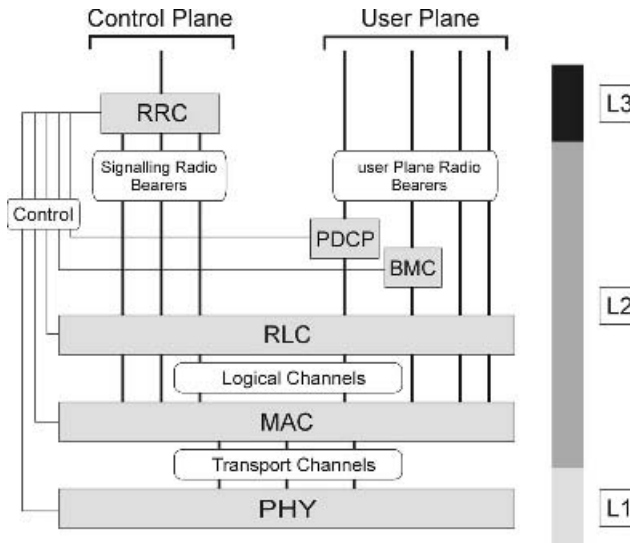 Control Plane
User Plane
L3
RRC
Signalling Radio
Bearers
user Plane Radio
Bearers
Control
PDCP
BMC
L2
RLC
Logical Channels
MAC
Transport Channels
PHY
L1